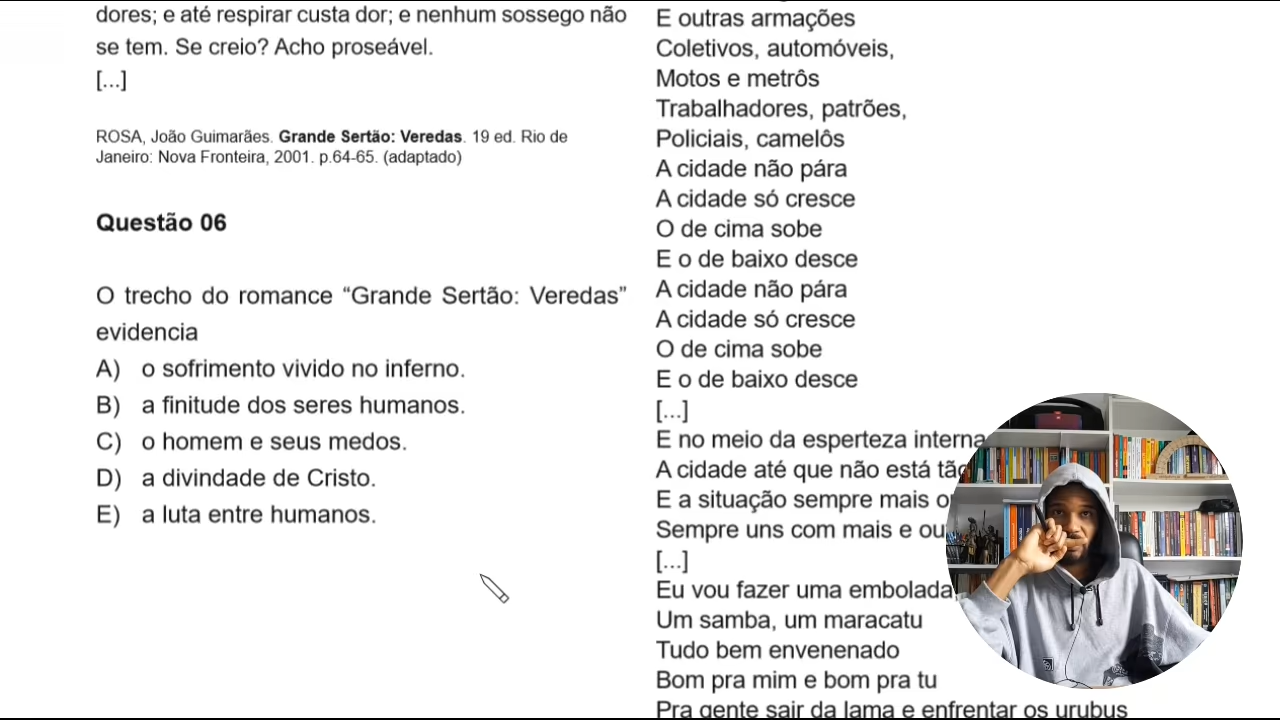 dores; e até respirar custa dor; e nenhum sossego não
se tem. Se creio? Acho proseável.
[...]
ROSA, João Guimarães. Grande Sertão: Veredas. 19 ed. Rio de
Janeiro: Nova Fronteira, 2001. p.64-65. (adaptado)
Questão 06
O trecho do romance “Grande Sertão: Veredas”
evidencia
A) o sofrimento vivido no inferno.
B) a finitude dos seres humanos.
C) o homem e seus medos.
D) a divindade de Cristo.
E) a luta entre humanos.
E outras armações
Coletivos, automóveis,
Motos e metrôs
Trabalhadores, patrões,
Policiais, camelôs
A cidade não pára
A cidade só cresce
O de cima sobe
E o de baixo desce
A cidade não pára
A cidade só cresce
O de cima sobe
E o de baixo desce
[...]
E no meio da esperteza interna
A cidade até que não está tão
E a situação sempre mais
Sempre uns com mais e
[...]
Eu vou fazer uma embolada,
Um samba, um maracatu
Tudo bem envenenado
Bom pra mim e bom pra tu
Pra gente sair da lama e enfrentar os urubus